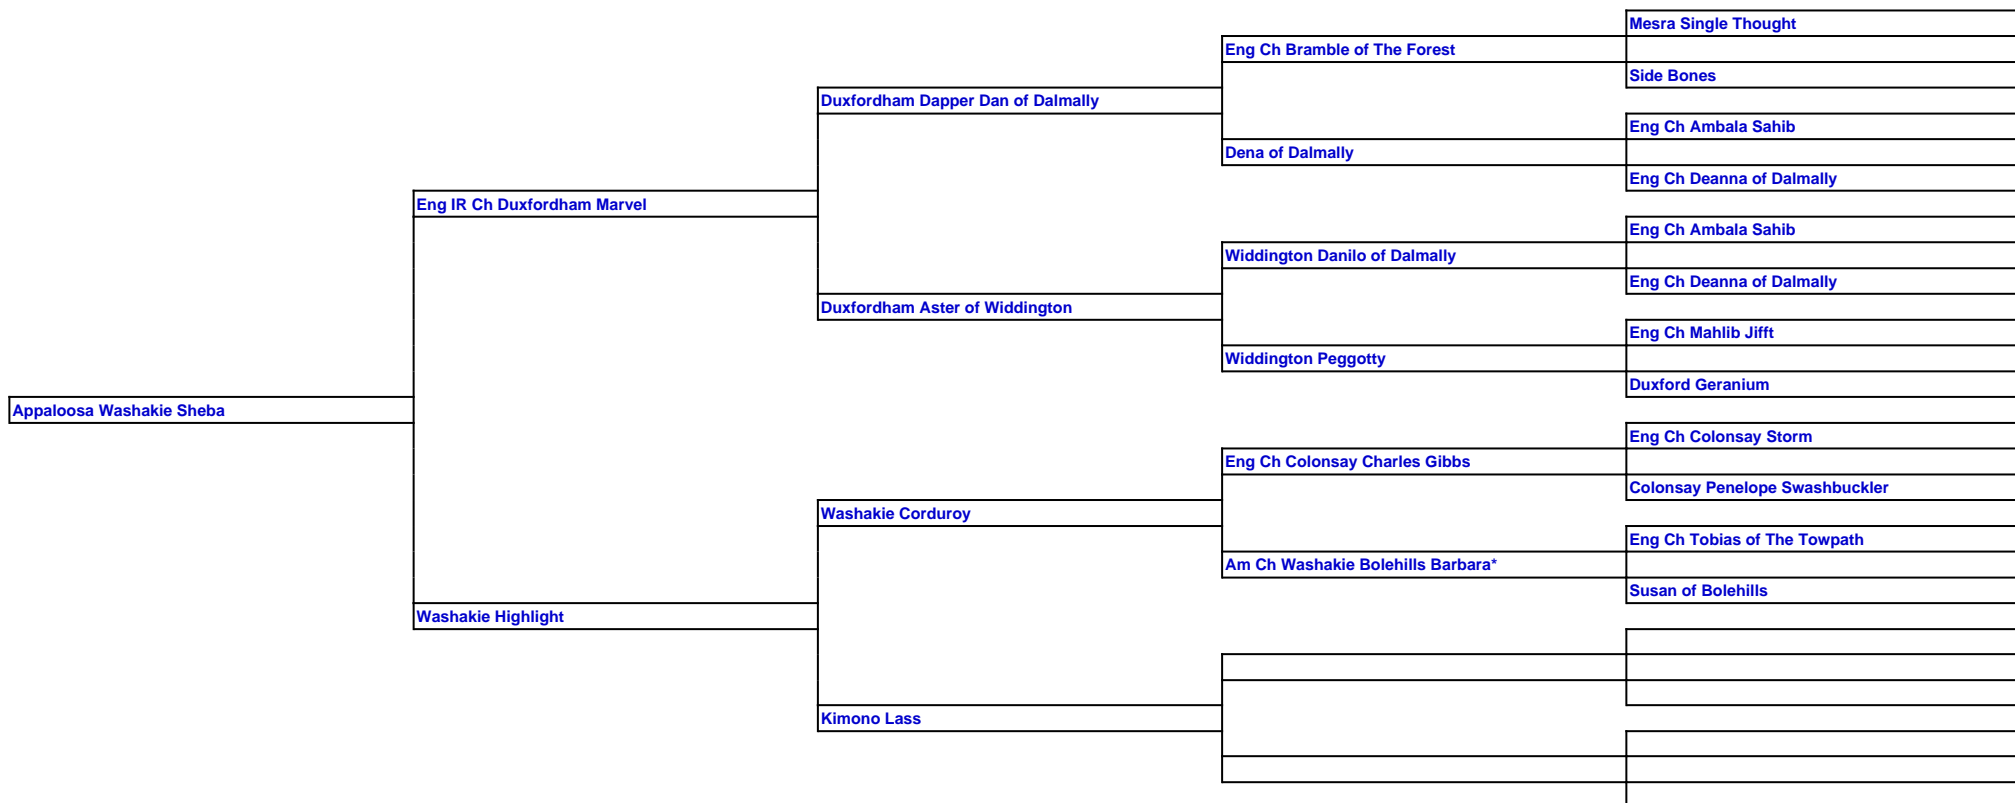 Mesra Single Thought
Eng Ch Bramble of The Forest
Side Bones
Duxfordham Dapper Dan of Dalmally
Eng Ch Ambala Sahib
Dena of Dalmally
Eng Ch Deanna of Dalmally
Eng IR Ch Duxfordham Marvel
Eng Ch Ambala Sahib
Widdington Danilo of Dalmally
Eng Ch Deanna of Dalmally
Duxfordham Aster of Widdington
Eng Ch Mahlib Jifft
Widdington Peggotty
Duxford Geranium
Appaloosa Washakie Sheba
Eng Ch Colonsay Storm
Eng Ch Colonsay Charles Gibbs
Colonsay Penelope Swashbuckler
Washakie Corduroy
Eng Ch Tobias of The Towpath
Am Ch Washakie Bolehills Barbara*
Susan of Bolehills
Washakie Highlight
Kimono Lass